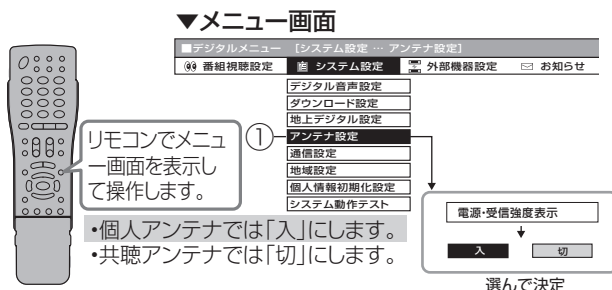 ▼メニュー画面
■デジタルメニュー [システム設定 … アンテナ設定]
番組視聴設定 システム設定 外部機器設定 お知らせ
デジタル音声設定
ダウンロード設定
地上デジタル設定
① アンテナ設定
通信設定
地域設定
個人情報初期化設定
システム動作テスト
リモコンでメニュ
ー画面を表示し
て操作します。
電源・受信強度表示
入 切
選んで決定
•個人アンテナでは「入」にします。
•共聴アンテナでは「切」にします。